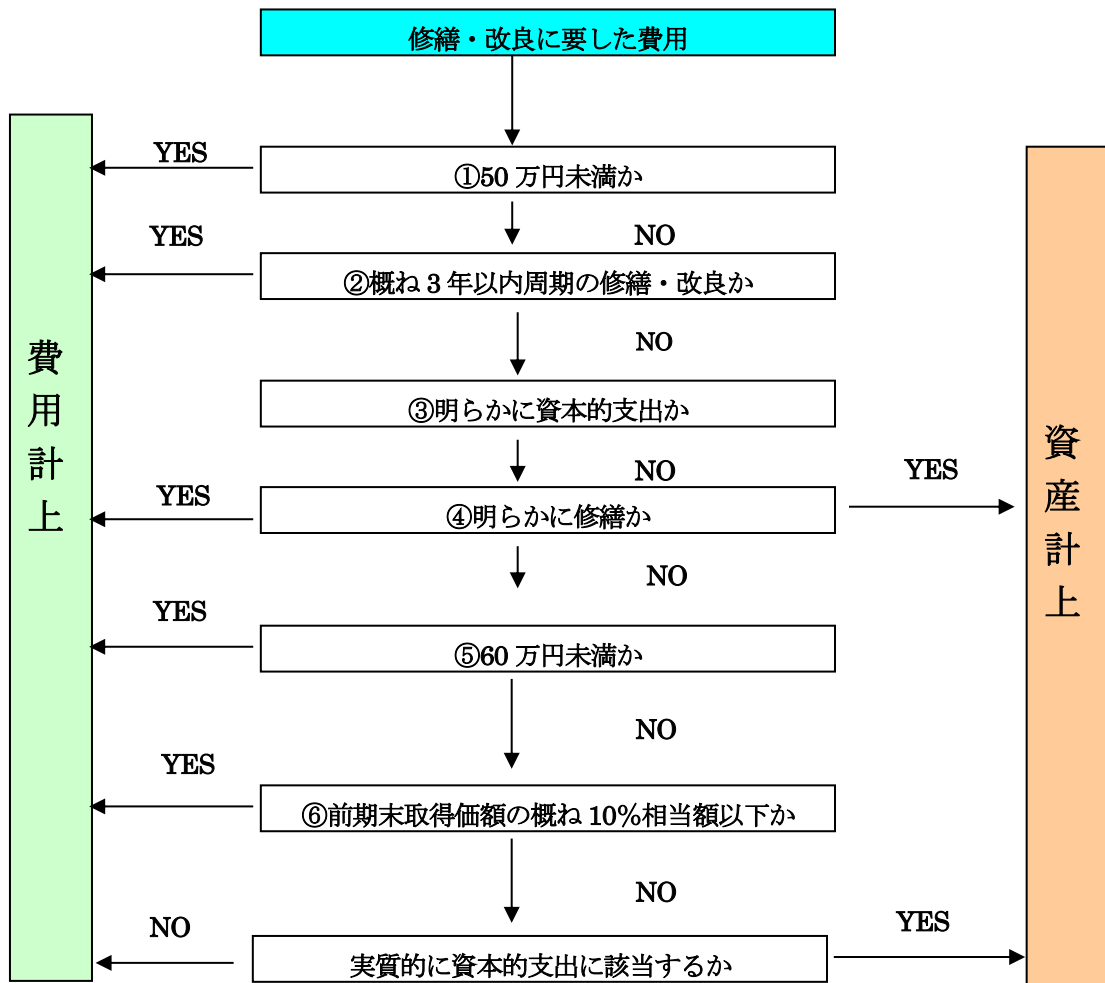 修繕・改良に要した費用
YES
①50 万円未満か
NO
YES
②概ね 3 年以内周期の修繕・改良か
NO
③明らかに資本的支出か
NO
YES
YES
④明らかに修繕か
NO
YES
⑤60 万円未満か
NO
YES
⑥前期末取得価額の概ね 10%相当額以下か
NO
NO
YES
実質的に資本的支出に該当するか
費用計上
資産計上